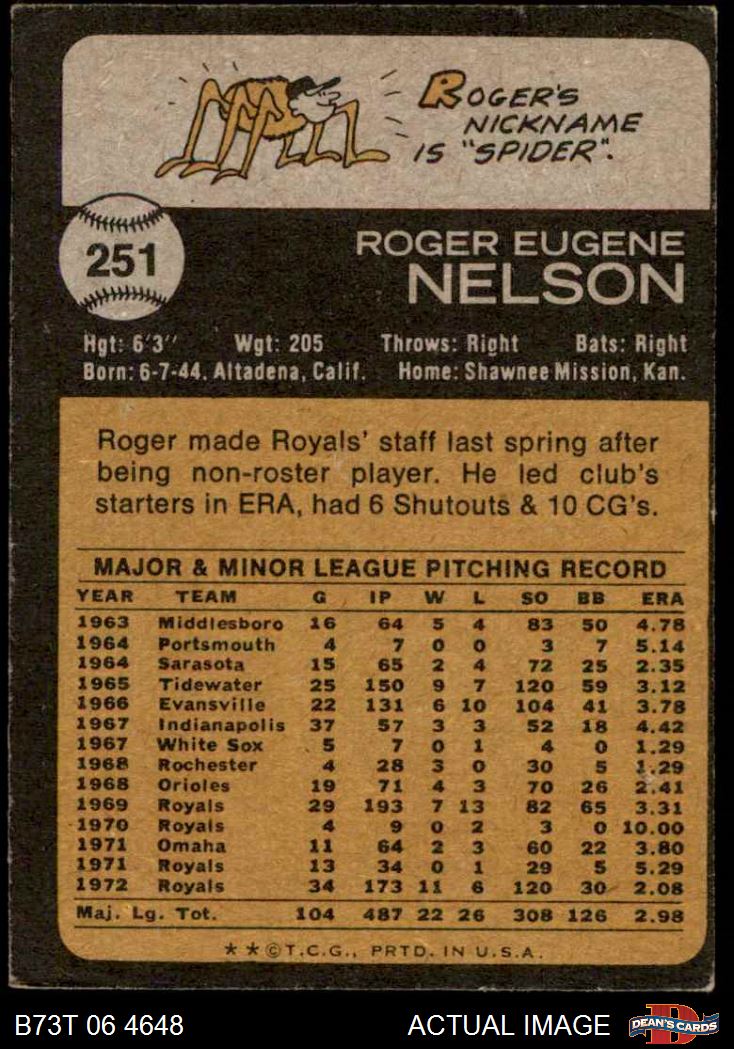 ROGER'S
NICKNAME
IS "SPIDER".
251
ROGER EUGENE
NELSON
Hgt: 6'3" Wgt: 205 Throws: Right Bats: Right
Born: 6-7-44, Altadena, Calif. Home: Shawnee Mission, Kan.
Roger made Royals' staff last spring after
being non-roster player. He led club's
starters in ERA, had 6 Shutouts & 10 CG's.
MAJOR & MINOR LEAGUE PITCHING RECORD
YEAR TEAM G IP W L SO BB ERA
1963 Middlesboro 16 64 5 4 83 50 4.78
1964 Portsmouth 4 7 0 0 3 7 5.14
1964 Sarasota 15 65 2 4 72 25 2.35
1965 Tidewater 25 150 9 7 120 59 3.12
1966 Evansville 22 131 6 10 104 41 3.78
1967 Indianapolis 37 57 3 3 52 18 4.42
1967 White Sox 5 7 0 1 4 0 1.29
1968 Rochester 4 28 3 0 30 5 1.29
1968 Orioles 19 71 4 3 70 26 2.41
1969 Royals 29 193 7 13 82 65 3.31
1970 Royals 4 9 0 2 3 0 10.00
1971 Omaha 11 64 2 3 60 22 3.80
1971 Royals 13 34 0 1 29 5 5.29
1972 Royals 34 173 11 6 120 30 2.08
Maj. Lg. Tot. 104 487 22 26 308 126 2.98
★ ★ © T.C.G., PRTD. IN U.S.A.
B73T 06 4648 ACTUAL IMAGE DEAN'S CARDS